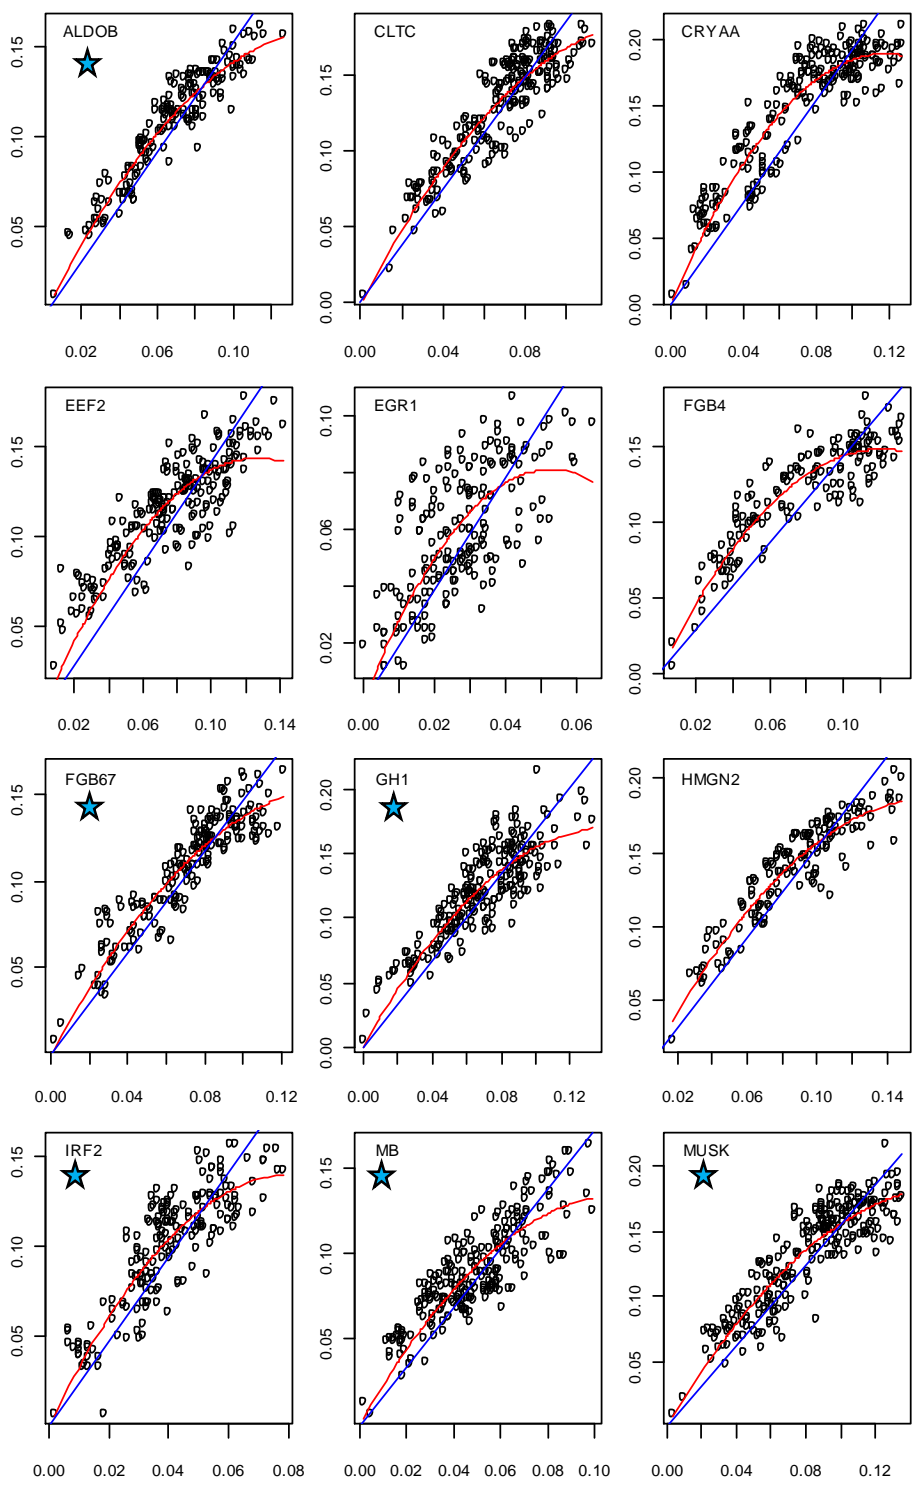 ALDOB CLTC CRYAA
0.05 0.10 0.15
0.00 0.05 0.10 0.15
0.00 0.05 0.10 0.15 0.20
0.02 0.06 0.10
0.00 0.04 0.08
0.00 0.04 0.08 0.12
EEF2 EGR1 FGB4
0.05 0.10 0.15
0.02 0.06 0.10
0.00 0.05 0.10 0.15
0.02 0.06 0.10 0.14
0.00 0.02 0.04 0.06
0.02 0.06 0.10
FGB67 GH1 HMGN2
0.05 0.10 0.15
0.00 0.05 0.10 0.15 0.20
0.05 0.10 0.15 0.20
0.00 0.04 0.08 0.12
0.00 0.04 0.08 0.12
0.02 0.06 0.10 0.14
IRF2 MB MUSK
0.05 0.10 0.15
0.05 0.10 0.15
0.05 0.10 0.15 0.20
0.00 0.02 0.04 0.06 0.08
0.00 0.02 0.04 0.06 0.08 0.10
0.00 0.04 0.08 0.12